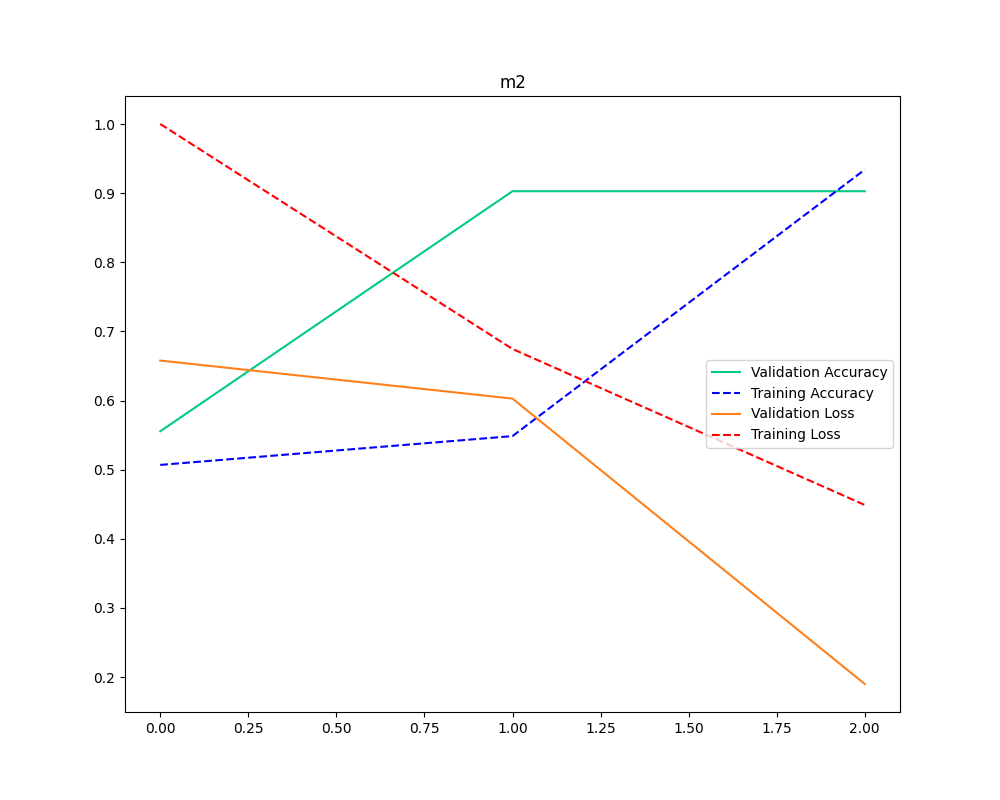 m2
1.0
0.9
0.8
0.7
0.6
0.5
0.4
0.3
0.2
Validation Accuracy
Training Accuracy
Validation Loss
Training Loss
0.00 0.25 0.50 0.75 1.00 1.25 1.50 1.75 2.00